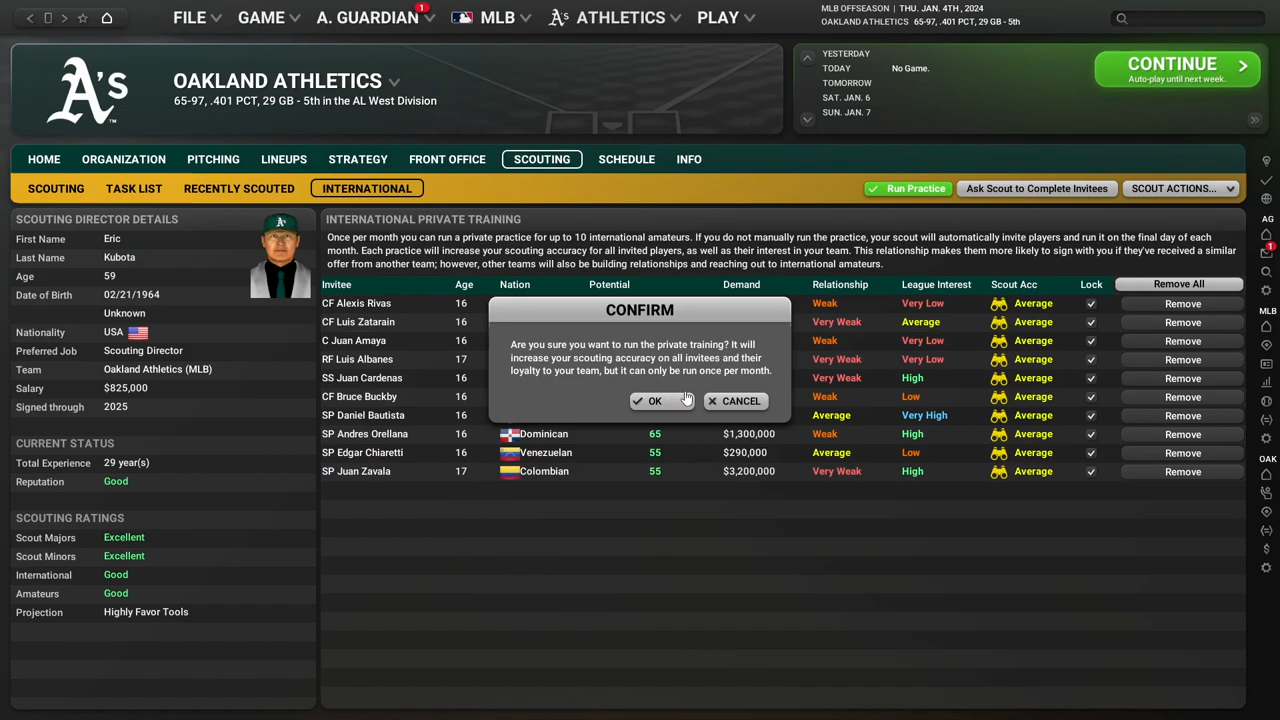 FILE GAME A. GUARDIAN 1 MLB A's ATHLETICS PLAY
MLB OFFSEASON | THU. JAN. 4TH , 2024
OAKLAND ATHLETICS 65-97, .401 PCT, 29 GB - 5th
A's
OAKLAND ATHLETICS
65-97, .401 PCT, 29 GB - 5th in the AL West Division
YESTERDAY
TODAY No Game.
TOMORROW
SAT. JAN. 6
SUN. JAN. 7
CONTINUE
Auto-play until next week.
HOME ORGANIZATION PITCHING LINEUPS STRATEGY FRONT OFFICE SCOUTING SCHEDULE INFO
SCOUTING TASK LIST RECENTLY SCOUTED INTERNATIONAL Run Practice Ask Scout to Complete Invitees SCOUT ACTIONS...
SCOUTING DIRECTOR DETAILS
First Name Eric
Last Name Kubota
Age 59
Date of Birth 02/21/1964
Unknown
Nationality USA
Preferred Job Scouting Director
Team Oakland Athletics (MLB)
Salary $825,000
Signed through 2025
CURRENT STATUS
Total Experience 29 year(s)
Reputation Good
SCOUTING RATINGS
Scout Majors Excellent
Scout Minors Excellent
International Good
Amateurs Good
Projection Highly Favor Tools
INTERNATIONAL PRIVATE TRAINING
Once per month you can run a private practice for up to 10 international amateurs. If you do not manually run the practice, your scout will automatically invite players and run it on the final day of each
month. Each practice will increase your scouting accuracy for all invited players, as well as their interest in your team. This relationship makes them more likely to sign with you if they've received a similar
offer from another team; however, other teams will also be building relationships and reaching out to international amateurs.
Invitee Age Nation Potential Demand Relationship League Interest Scout Acc Lock Remove All
CF Alexis Rivas 16 Weak Very Low Average Remove
CF Luis Zatarain 16 Very Weak Average Average Remove
C Juan Amaya 16 Weak Very Low Average Remove
RF Luis Albanes 17 Very Weak Very Low Average Remove
SS Juan Cardenas 16 Very Weak High Average Remove
CF Bruce Buckby 16 Weak Low Average Remove
SP Daniel Bautista 16 Average Very High Average Remove
SP Andres Orellana 16 Dominican 65 $1,300,000 Weak High Average Remove
SP Edgar Chiaretti 16 Venezuelan 55 $290,000 Average Low Average Remove
SP Juan Zavala 17 Colombian 55 $3,200,000 Very Weak High Average Remove
CONFIRM
Are you sure you want to run the private training? It will
increase your scouting accuracy on all invitees and their
loyalty to your team, but it can only be run once per month.
OK CANCEL
AG
1
MLB
OAK